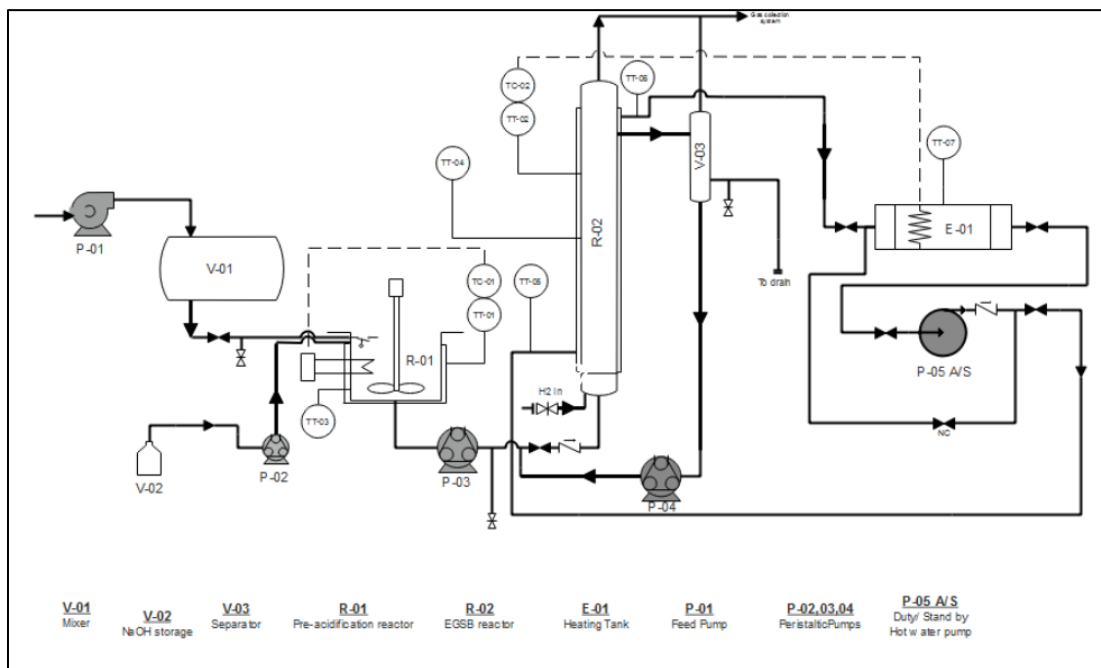 Gas collection
system
TC-02
TT-02
TT-06
TT-04
TT-07
V-03
R-02
E-01
P-01
V-01
TC-01
TT-01
TT-05
To drain
R-01
P-05 A/S
H2 In
TT-03
NC
V-02
P-02
P-03
P-04
V-01
Mixer
V-02
NaOH storage
V-03
Separator
R-01
Pre-acidification reactor
R-02
EGSB reactor
E-01
Heating Tank
P-01
Feed Pump
P-02,03,04
PeristalticPumps
P-05 A/S
Duty/ Stand by
Hot water pump